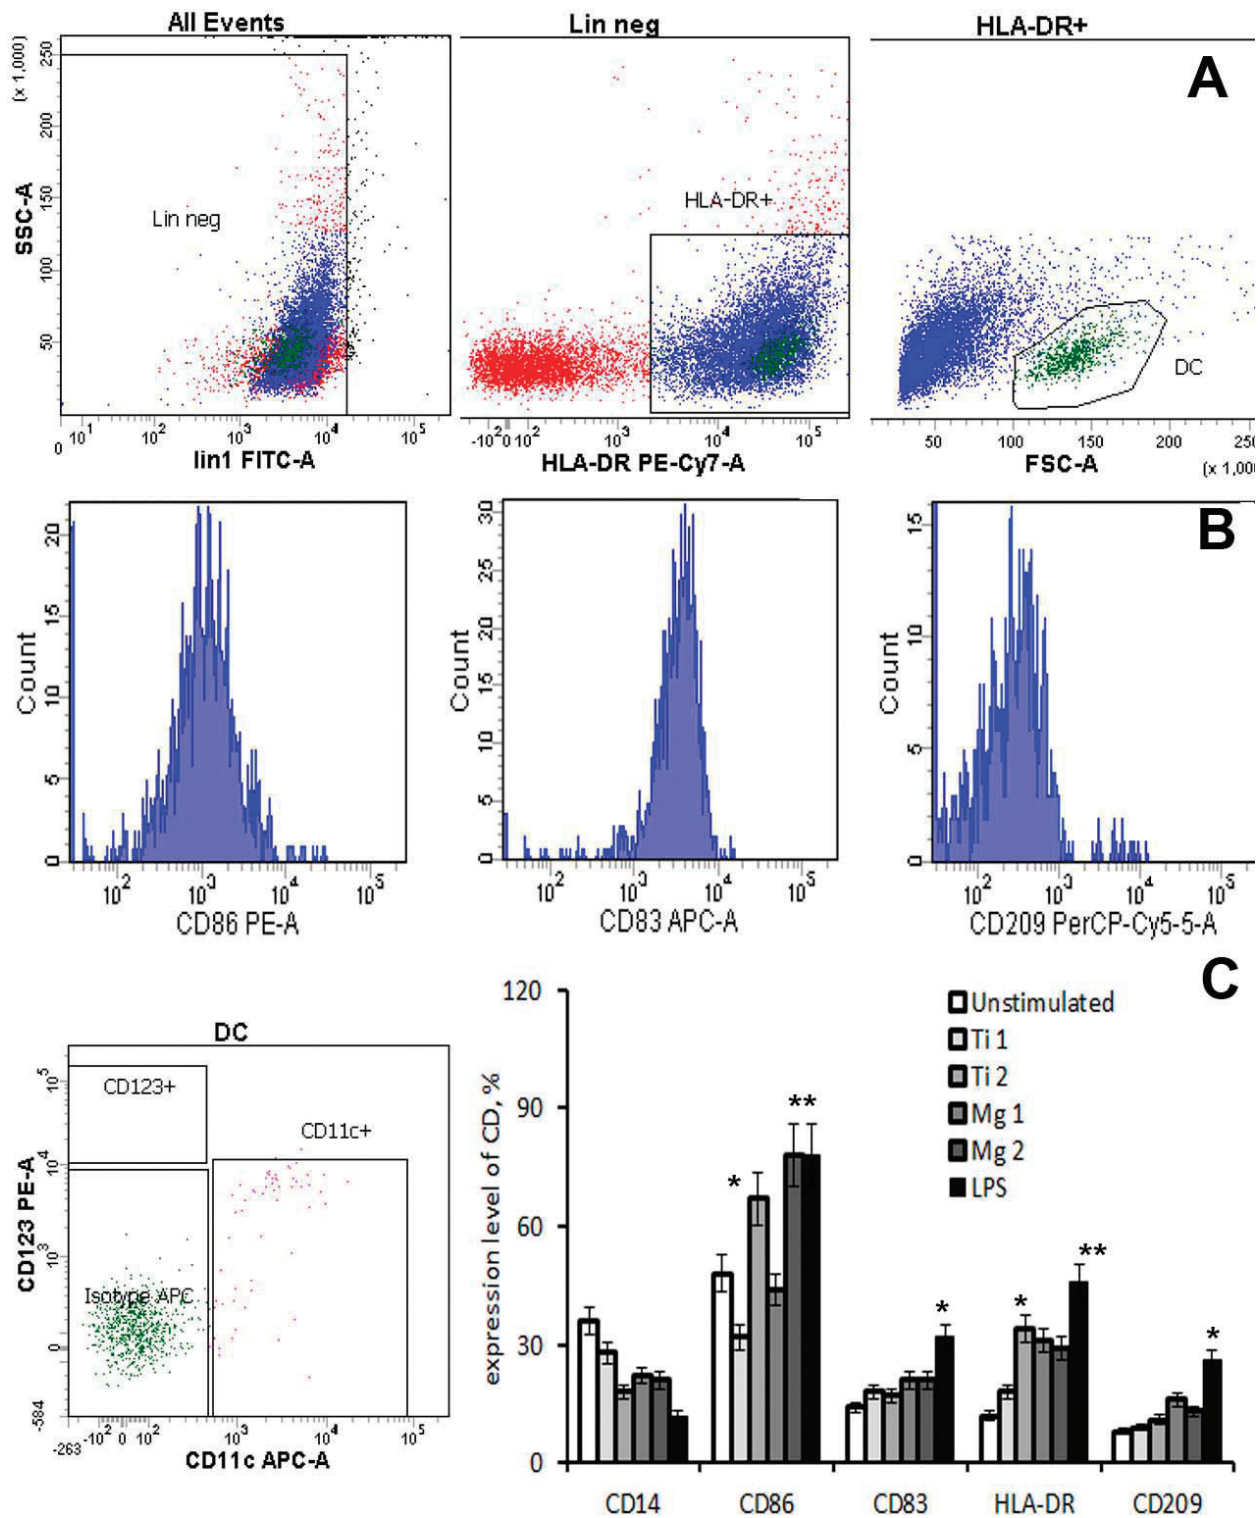 All Events
Lin neg
HLA-DR+
A
(x 1,000)
250
200
150
100
50
SSC-A
Lin neg
0 10^1 10^2 10^3 10^4 10^5
lin1 FITC-A
HLA-DR+
-10^2 0 10^2 10^3 10^4 10^5
HLA-DR PE-Cy7-A
DC
50 100 150 200 250
FSC-A
(x 1,000
B
20
15
10
5
0
Count
10^2 10^3 10^4 10^5
CD86 PE-A
30
25
20
15
10
5
0
Count
10^2 10^3 10^4 10^5
CD83 APC-A
15
10
5
0
Count
10^2 10^3 10^4 10^5
CD209 PerCP-Cy5-5-A
C
DC
CD123+
CD11c+
Isotype APC
10^5
10^4
10^3
0
-584
CD123 PE-A
-263 -10^2 0 10^2 10^3 10^4 10^5
CD11c APC-A
120
90
60
30
0
expression level of CD, %
Unstimulated
Ti 1
Ti 2
Mg 1
Mg 2
LPS
*
**
*
*
**
*
CD14 CD86 CD83 HLA-DR CD209